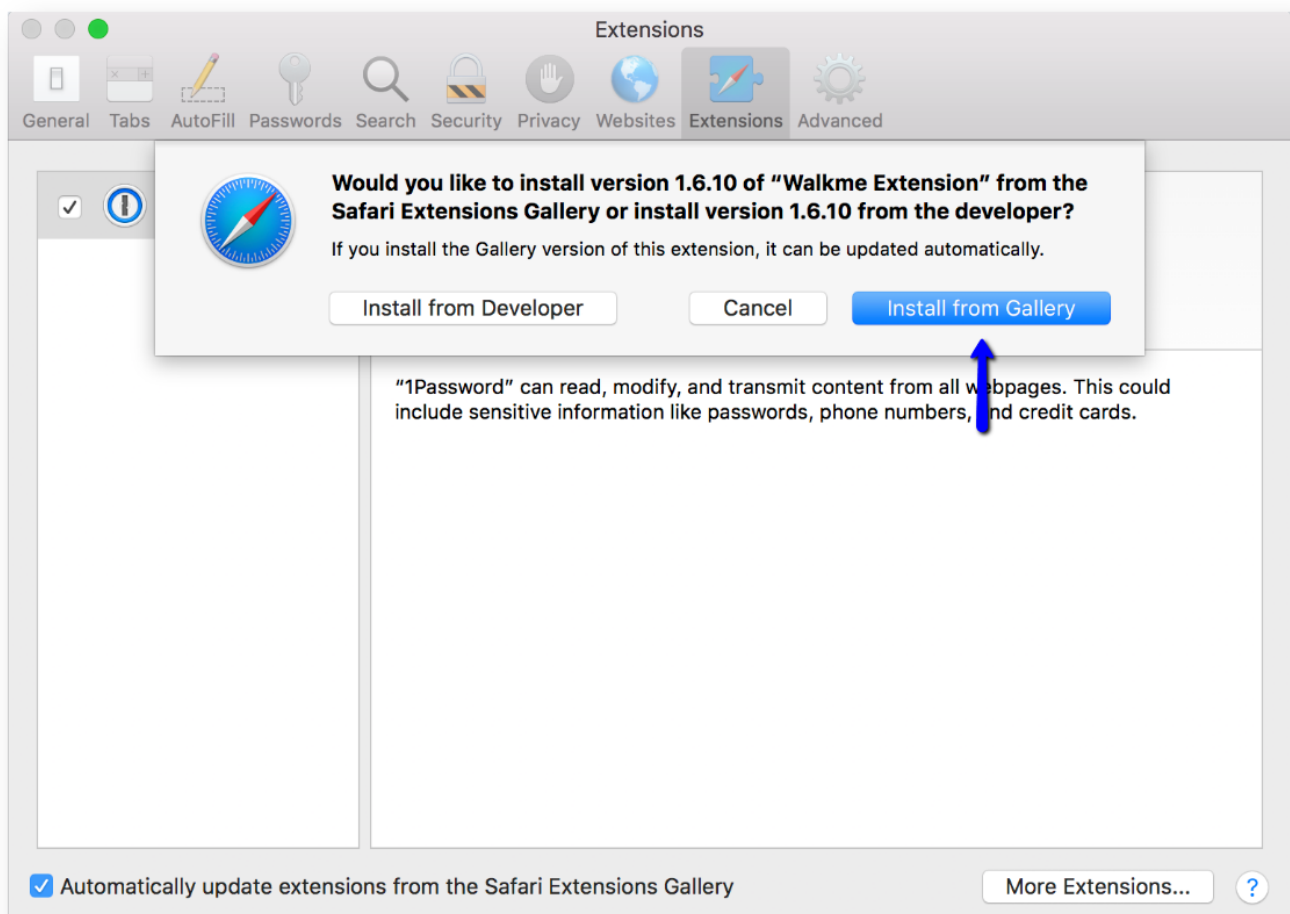 Extensions
General Tabs AutoFill Passwords Search Security Privacy Websites Extensions Advanced
Would you like to install version 1.6.10 of “Walkme Extension” from the
Safari Extensions Gallery or install version 1.6.10 from the developer?
If you install the Gallery version of this extension, it can be updated automatically.
Install from Developer Cancel Install from Gallery
“1Password” can read, modify, and transmit content from all webpages. This could
include sensitive information like passwords, phone numbers, and credit cards.
Automatically update extensions from the Safari Extensions Gallery More Extensions... ?